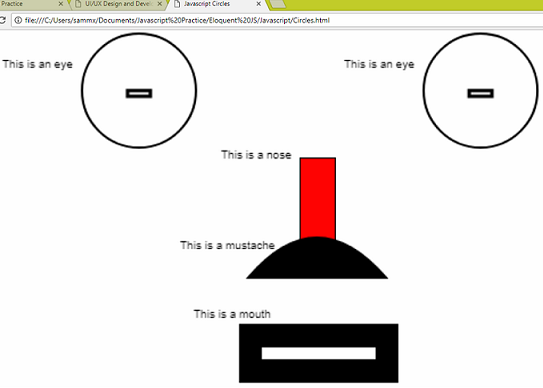 Practice
UI/UX Design and Develo
Javascript Circles
file:///C:/Users/sammx/Documents/Javascript%20Practice/Eloquent%20JS/Javascript/Circles.html
This is an eye
This is an eye
This is a nose
This is a mustache
This is a mouth